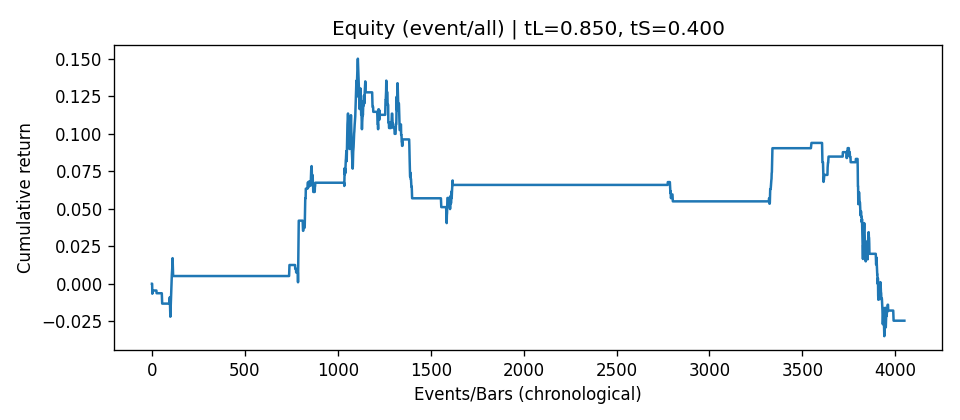 Equity (event/all) | tL=0.850, tS=0.400
Cumulative return
0.150
0.125
0.100
0.075
0.050
0.025
0.000
−0.025
0 500 1000 1500 2000 2500 3000 3500 4000
Events/Bars (chronological)